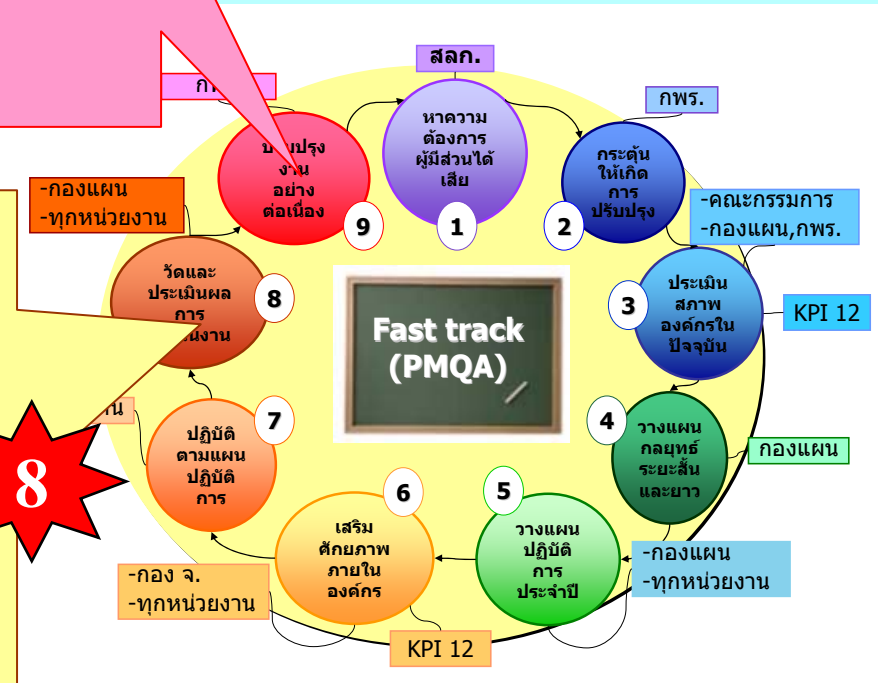 สลก.
กพร.
หาความ
ต้องการ
ผู้มีส่วนได้
เสีย
1
กระตุ้น
ให้เกิด
การ
ปรับปรุง
2
-คณะกรรมการ
-กองแผน,กพร.
ประเมิน
สภาพ
องค์กรใน
ปัจจุบัน
3
KPI 12
วางแผน
กลยุทธ์
ระยะสั้น
และยาว
4
กองแผน
วางแผน
ปฏิบัติ
การ
ประจำปี
5
-กองแผน
-ทุกหน่วยงาน
เสริม
ศักยภาพ
ภายใน
องค์กร
6
-กอง จ.
-ทุกหน่วยงาน
KPI 12
ปฏิบัติ
ตามแผน
ปฏิบัติ
การ
7
วัดและ
ประเมินผล
การ
8
-กองแผน
-ทุกหน่วยงาน
งาน
อย่าง
ต่อเนื่อง
9
Fast track
(PMQA)
8